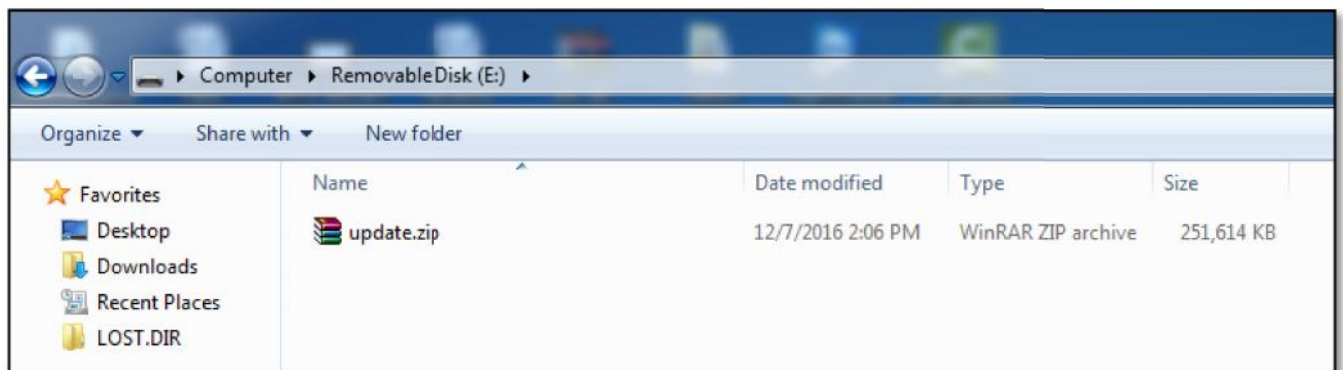 Computer RemovableDisk (E:)
Organize Share with New folder
Name Date modified Type Size
Favorites
Desktop
Downloads
Recent Places
LOST.DIR
update.zip 12/7/2016 2:06 PM WinRAR ZIP archive 251,614 KB